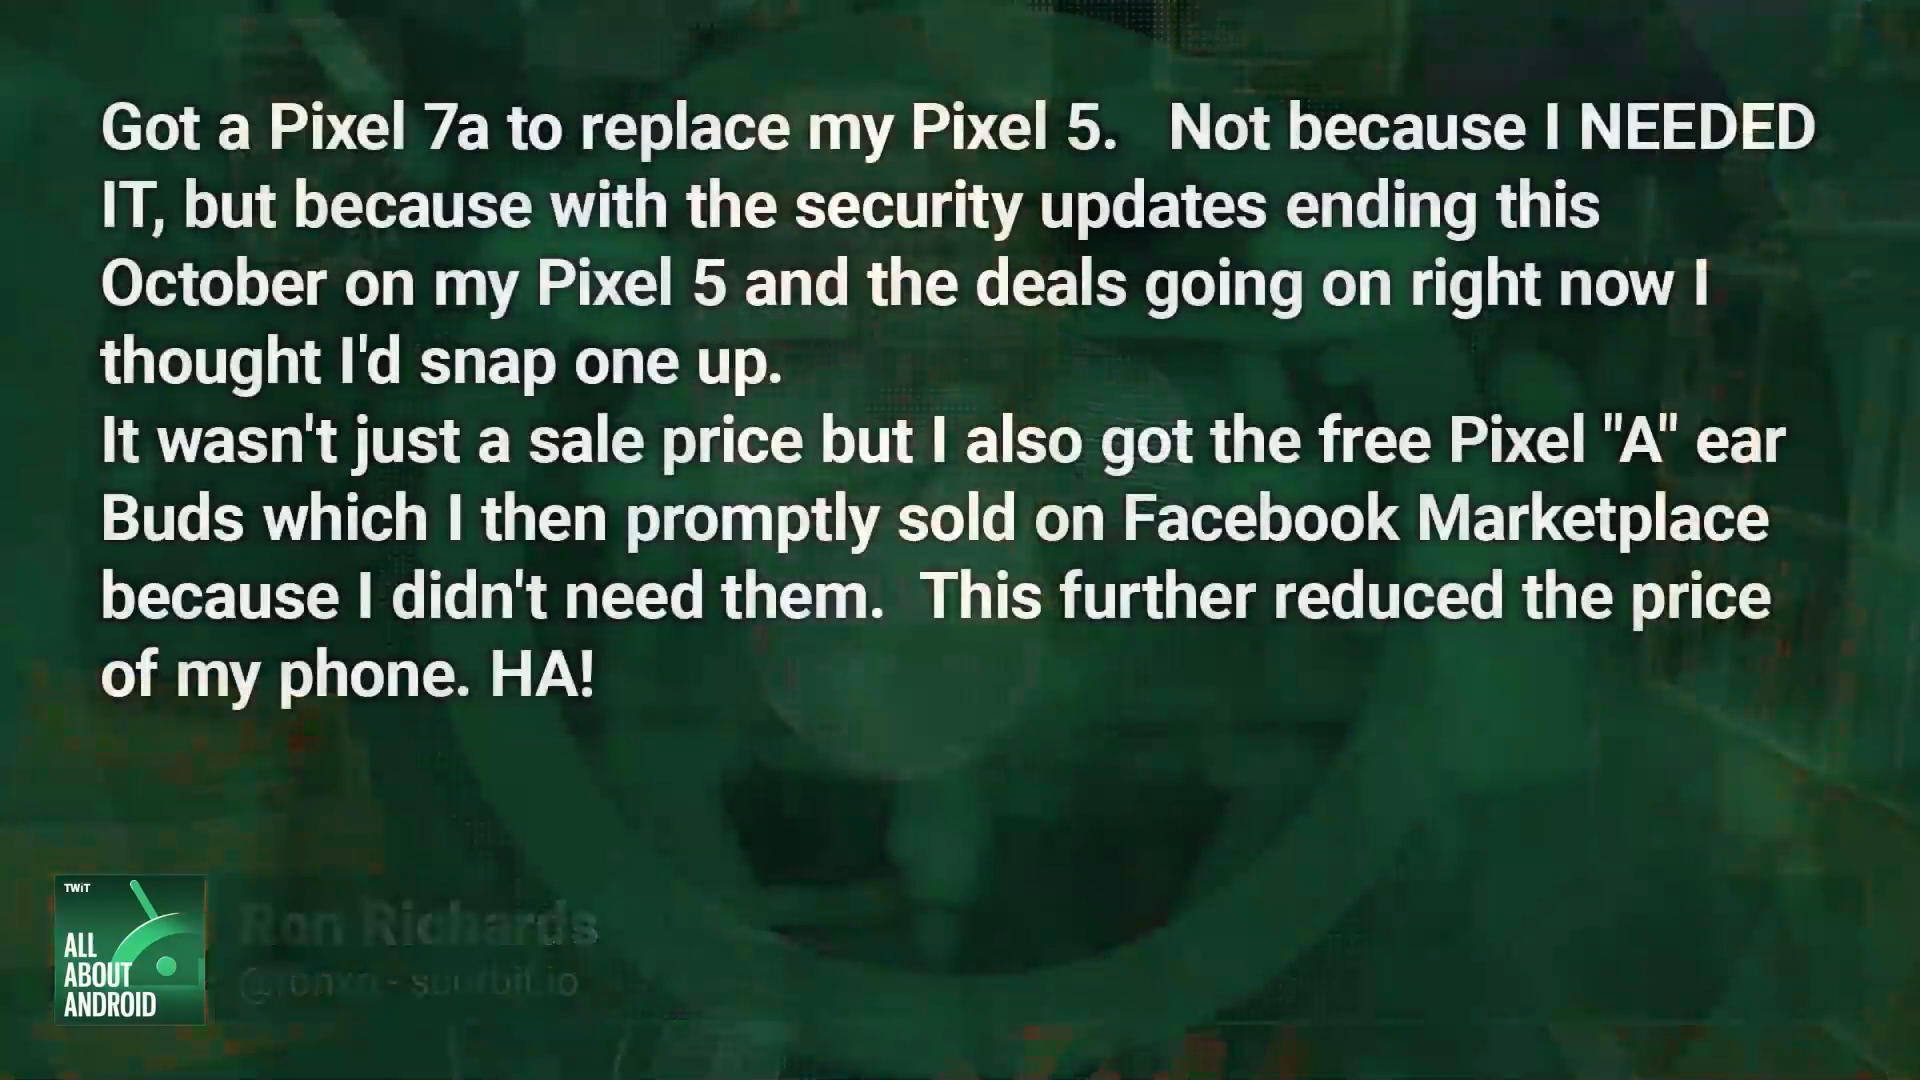 Got a Pixel 7a to replace my Pixel 5.   Not because I NEEDED
IT, but because with the security updates ending this
October on my Pixel 5 and the deals going on right now I
thought I'd snap one up.
It wasn't just a sale price but I also got the free Pixel "A" ear
Buds which I then promptly sold on Facebook Marketplace
because I didn't need them.  This further reduced the price
of my phone. HA!
TWiT
ALL
ABOUT
ANDROID
Ron Richards